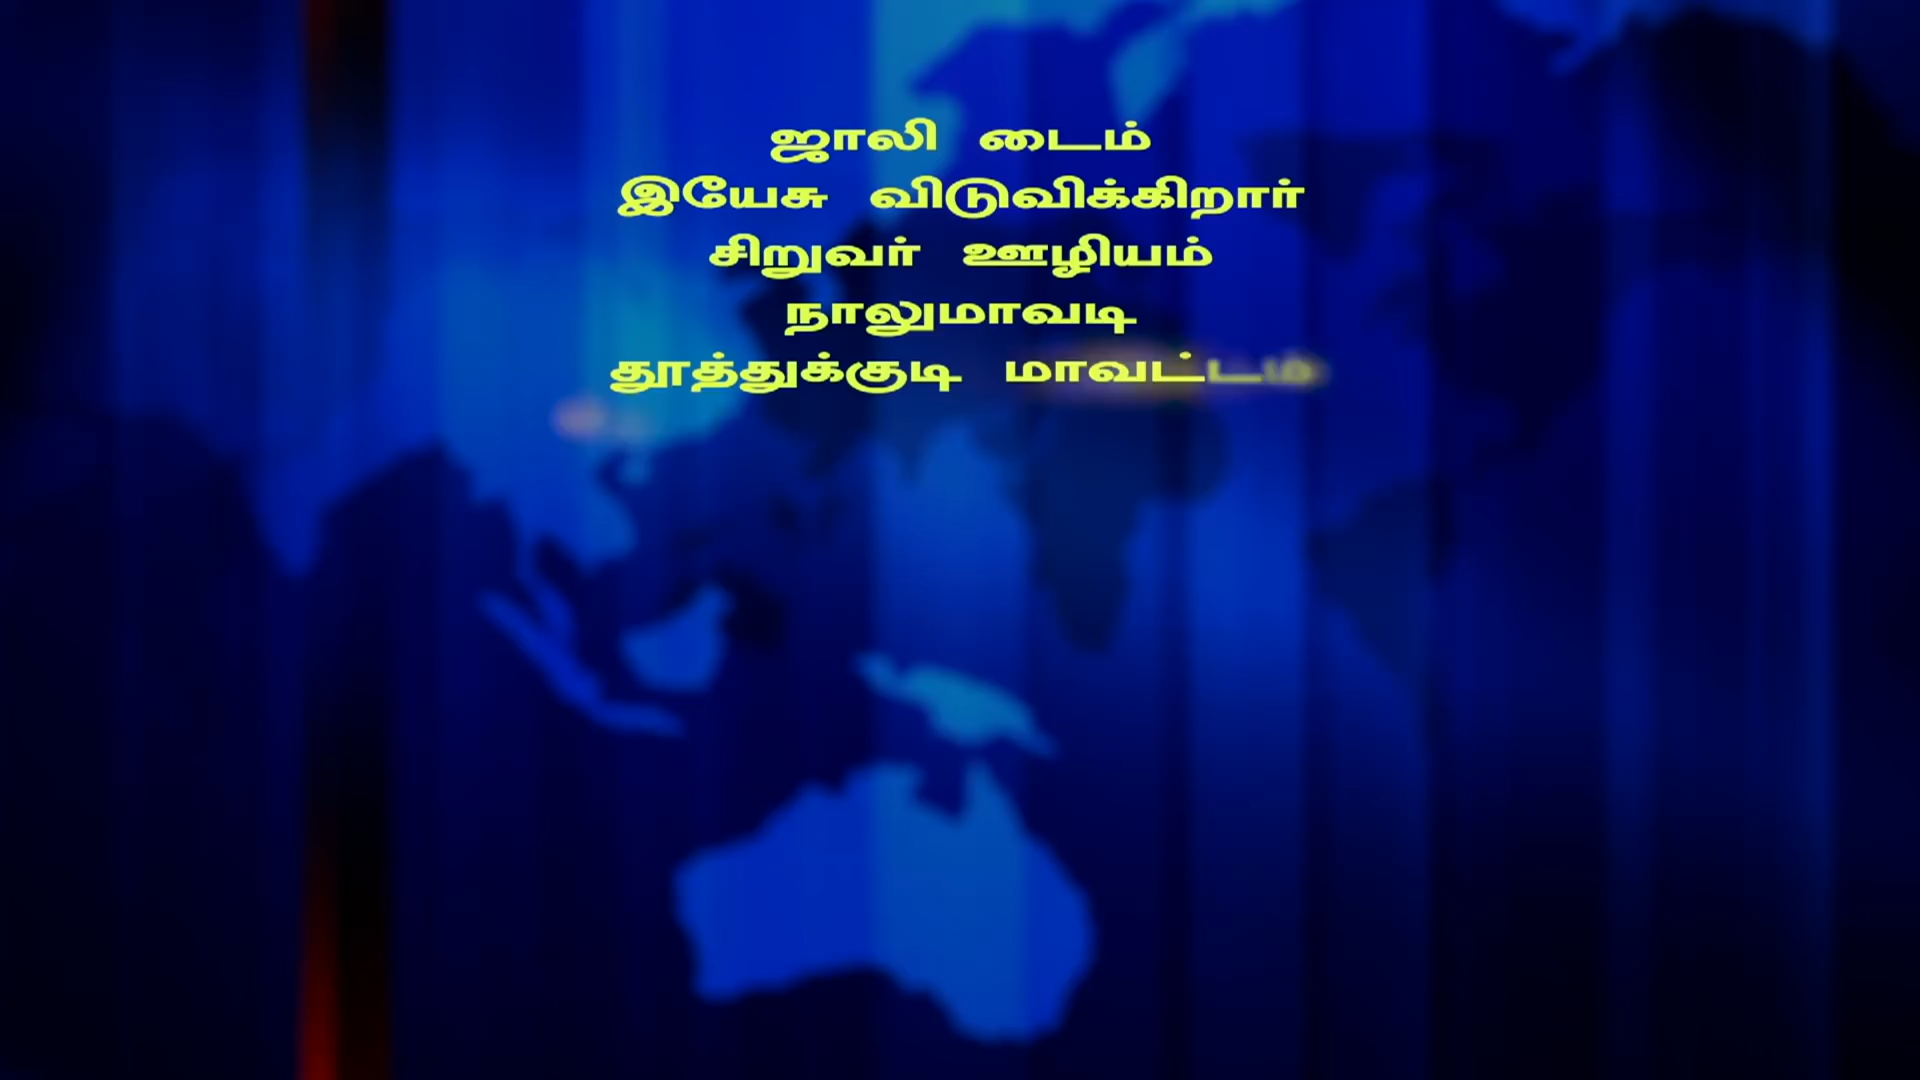 ஜாலி டைம்
இயேசு விடுவிக்கிறார்
சிறுவர் ஊழியம்
நாலுமாவடி
தூத்துக்குடி மாவட்டம்